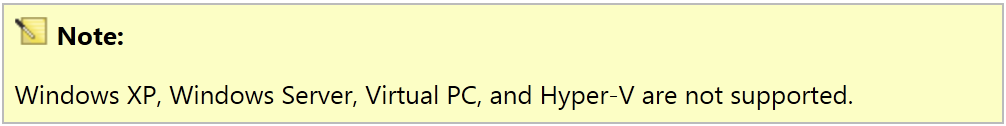 Note:
Windows XP, Windows Server, Virtual PC, and Hyper-V are not supported.